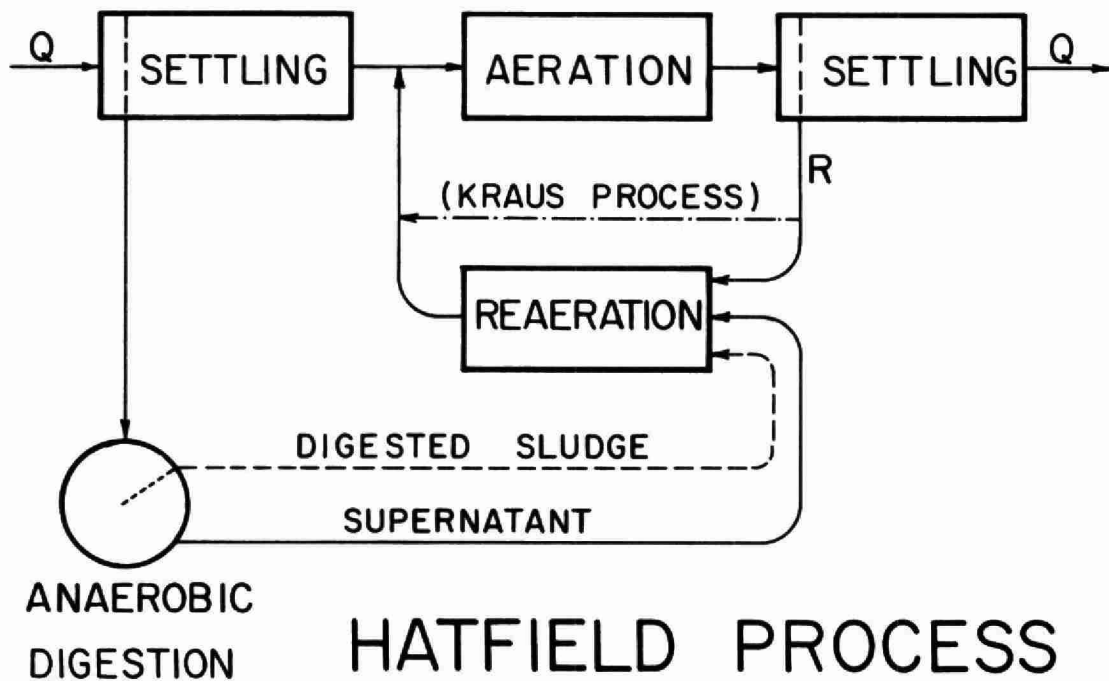 Q
SETTLING
AERATION
SETTLING
Q
R
(KRAUS PROCESS)
REAERATION
DIGESTED SLUDGE
SUPERNATANT
ANAEROBIC
DIGESTION
HATFIELD PROCESS